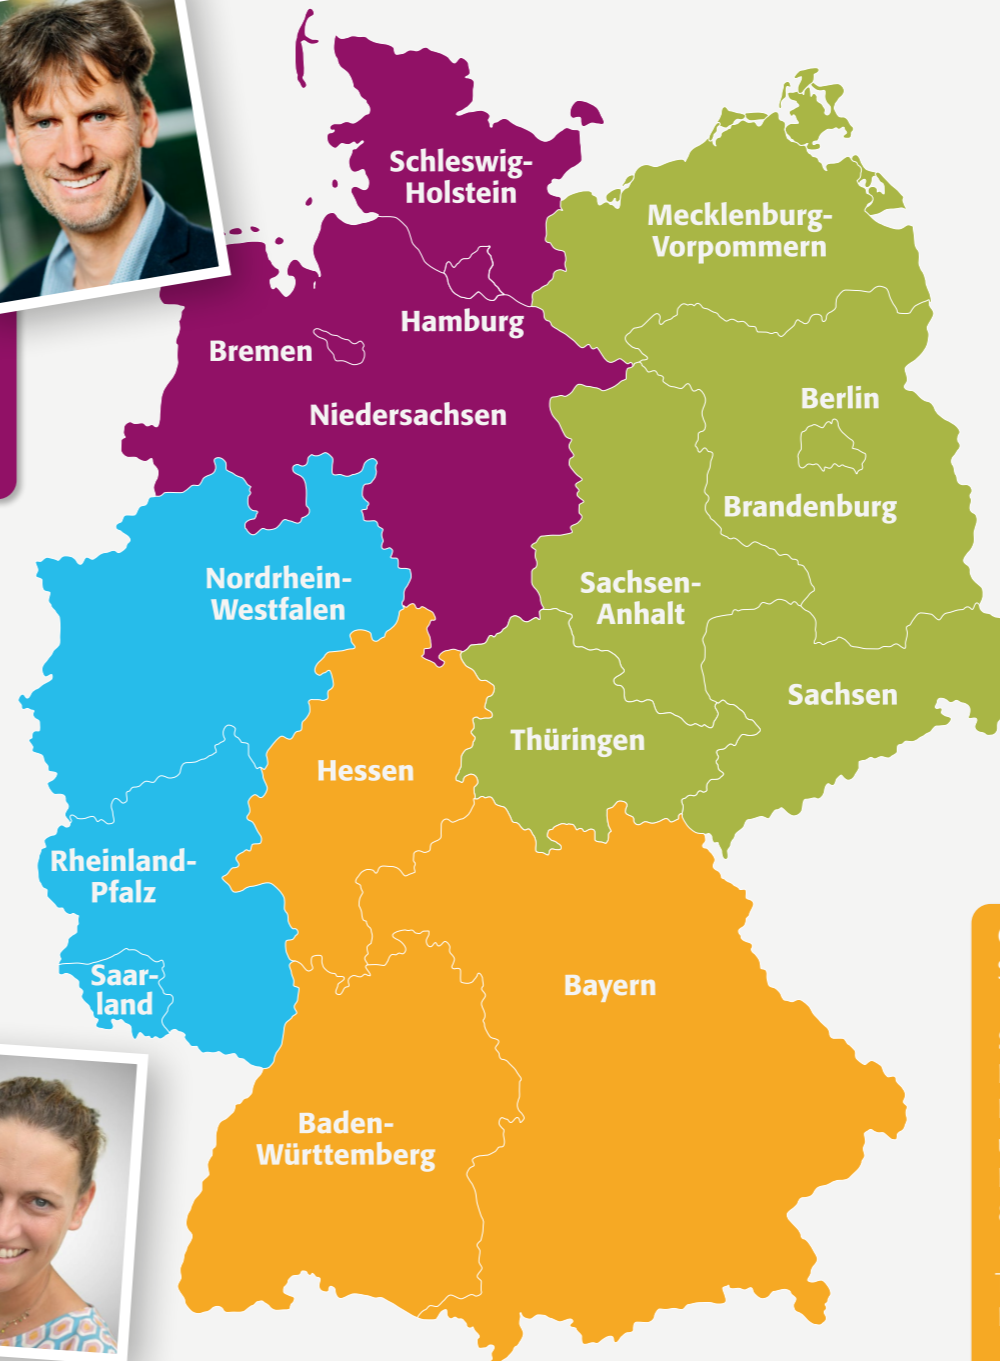 Schleswig-
Holstein
Mecklenburg-
Vorpommern
Hamburg
Bremen
Niedersachsen
Berlin
Brandenburg
Nordrhein-
Westfalen
Sachsen-
Anhalt
Sachsen
Thüringen
Hessen
Rheinland-
Pfalz
Saar-
land
Bayern
Baden-
Württemberg